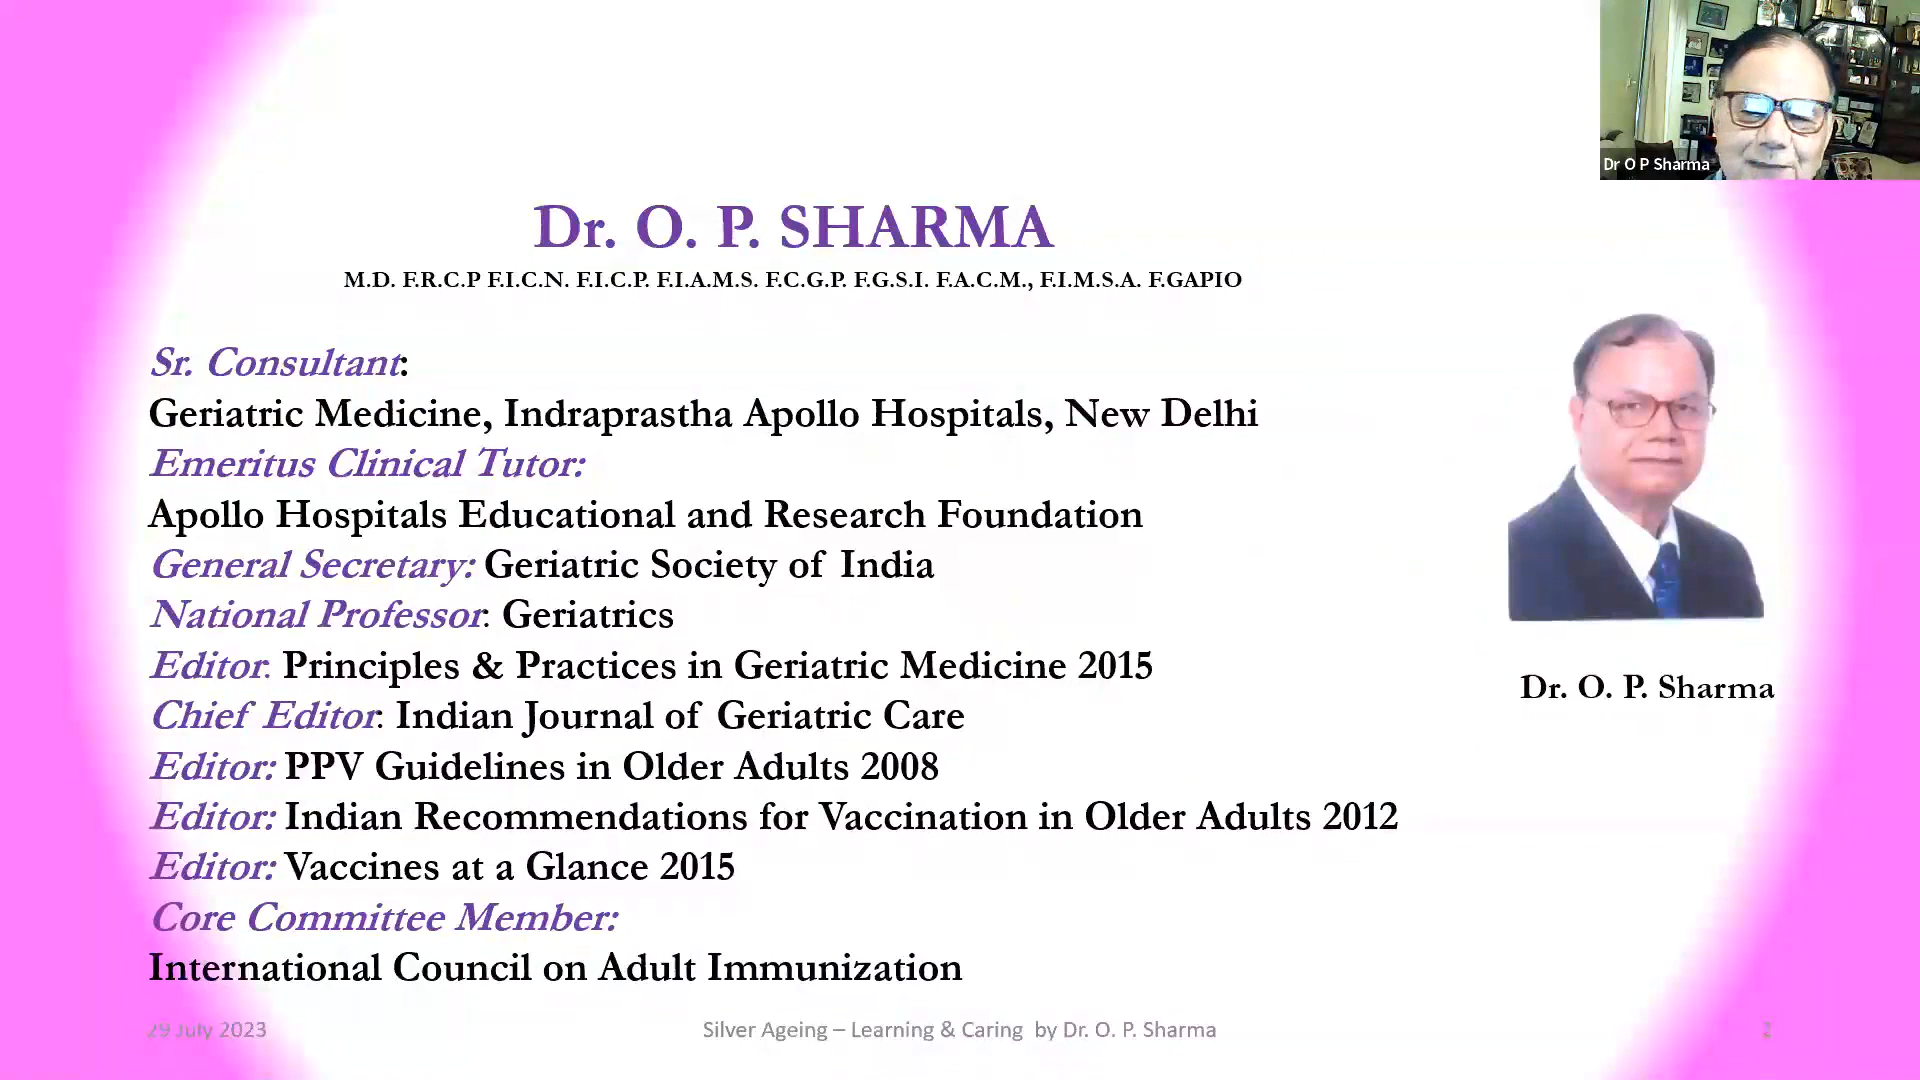 Dr O P Sharma
Dr. O. P. SHARMA
M.D. F.R.C.P F.I.C.N. F.I.C.P. F.I.A.M.S. F.C.G.P. F.G.S.I. F.A.C.M., F.I.M.S.A. F.GAPIO
Sr. Consultant:
Geriatric Medicine, Indraprastha Apollo Hospitals, New Delhi
Emeritus Clinical Tutor:
Apollo Hospitals Educational and Research Foundation
General Secretary: Geriatric Society of India
National Professor: Geriatrics
Editor: Principles & Practices in Geriatric Medicine 2015
Chief Editor: Indian Journal of Geriatric Care
Editor: PPV Guidelines in Older Adults 2008
Editor: Indian Recommendations for Vaccination in Older Adults 2012
Editor: Vaccines at a Glance 2015
Core Committee Member:
International Council on Adult Immunization
Dr. O. P. Sharma
29 July 2023
Silver Ageing – Learning & Caring by Dr. O. P. Sharma
2